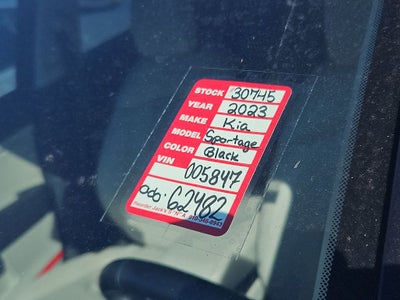 STOCK 30745
YEAR 2023
MAKE Kia
MODEL Sportage
COLOR Black
VIN 005847
Odo. 62482